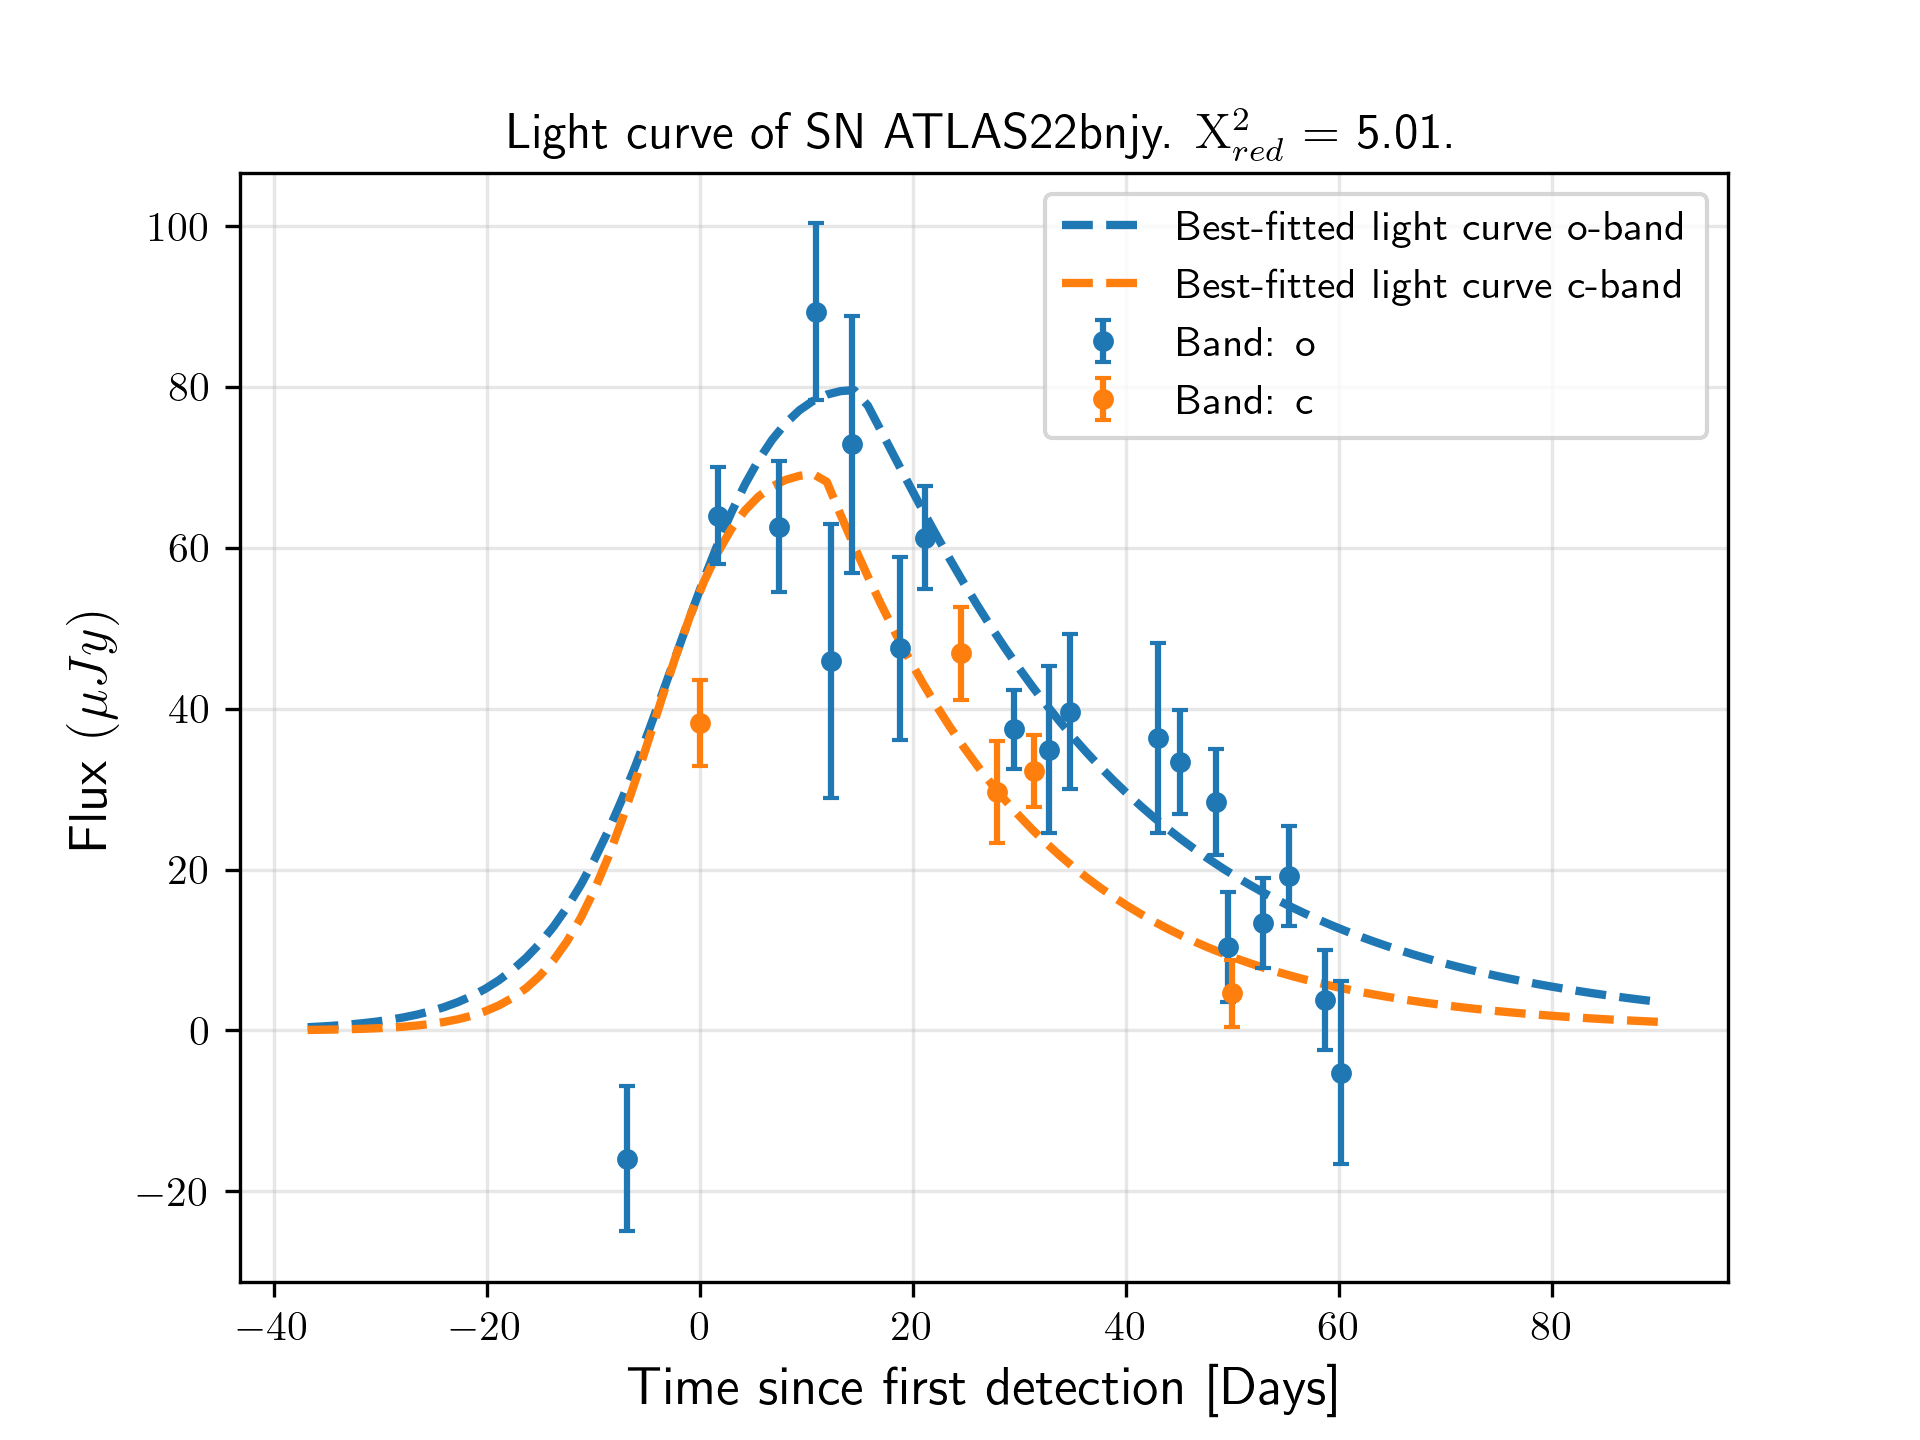 Light curve of SN ATLAS22bnjy. X²_red = 5.01.
Best-fitted light curve o-band
Best-fitted light curve c-band
Band: o
Band: c
100
80
60
40
20
0
−20
Flux (μJy)
−40 −20 0 20 40 60 80
Time since first detection [Days]